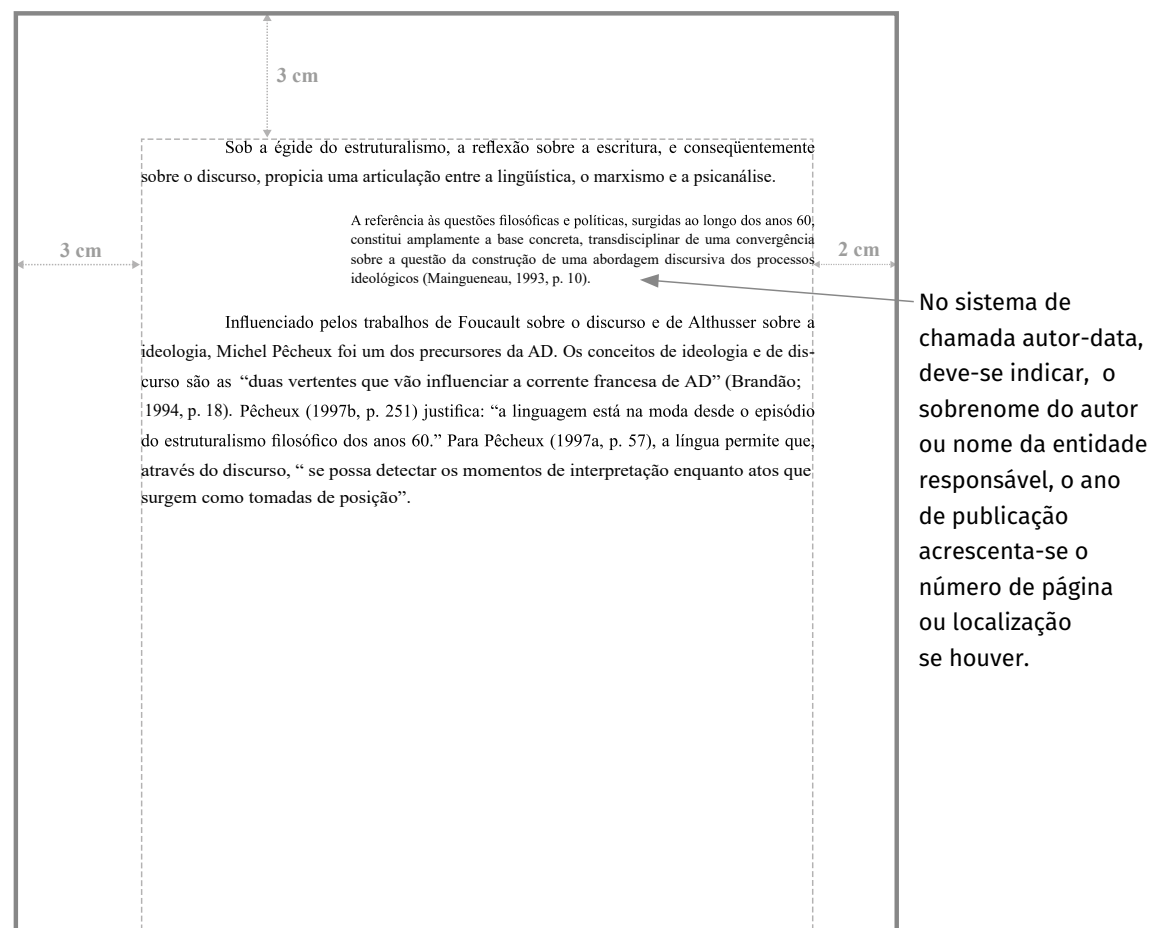 3 cm
Sob a égide do estruturalismo, a reflexão sobre a escritura, e conseqüentemente
sobre o discurso, propicia uma articulação entre a lingüística, o marxismo e a psicanálise.
A referência às questões filosóficas e políticas, surgidas ao longo dos anos 60,
constitui amplamente a base concreta, transdisciplinar de uma convergência
sobre a questão da construção de uma abordagem discursiva dos processos
ideológicos (Maingueneau, 1993, p. 10).
3 cm
2 cm
Influenciado pelos trabalhos de Foucault sobre o discurso e de Althusser sobre a
ideologia, Michel Pêcheux foi um dos precursores da AD. Os conceitos de ideologia e de dis-
curso são as “duas vertentes que vão influenciar a corrente francesa de AD” (Brandão;
1994, p. 18). Pêcheux (1997b, p. 251) justifica: “a linguagem está na moda desde o episódio
do estruturalismo filosófico dos anos 60.” Para Pêcheux (1997a, p. 57), a língua permite que,
através do discurso, “ se possa detectar os momentos de interpretação enquanto atos que
surgem como tomadas de posição”.
No sistema de
chamada autor-data,
deve-se indicar,  o
sobrenome do autor
ou nome da entidade
responsável, o ano
de publicação
acrescenta-se o
número de página
ou localização
se houver.